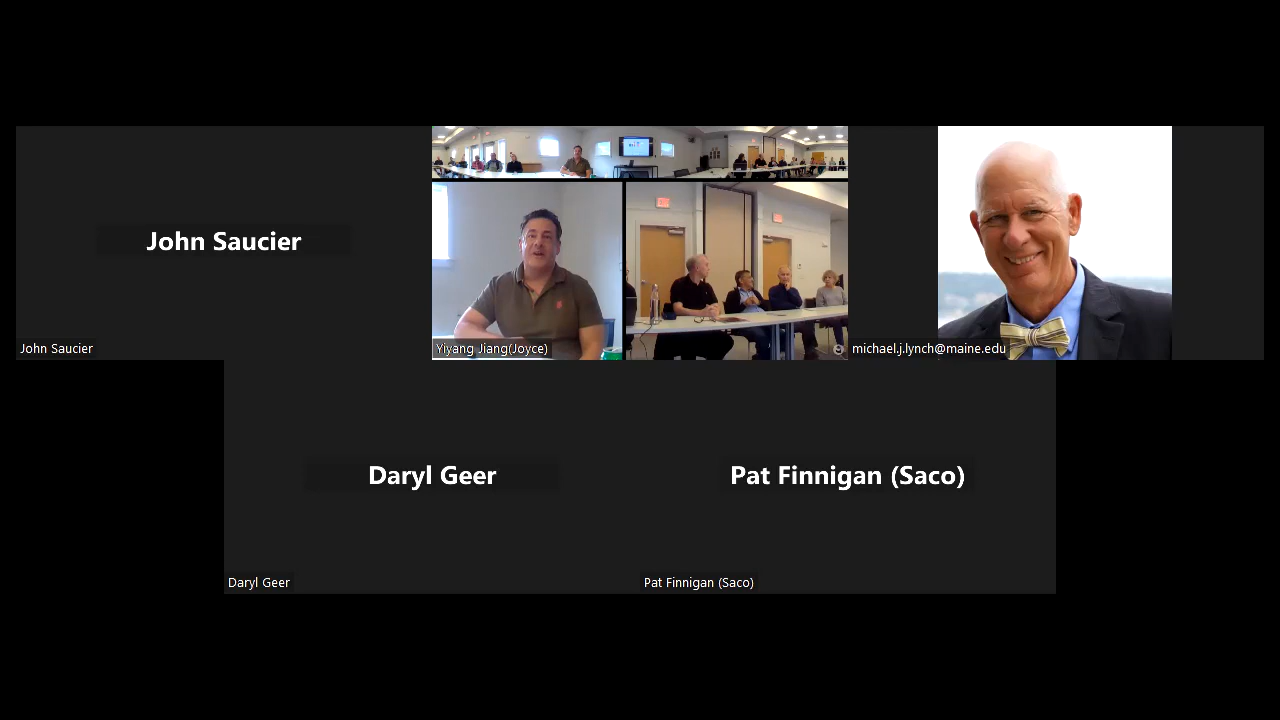 John Saucier
John Saucier
Yiyang Jiang(Joyce)
michael.j.lynch@maine.edu
Daryl Geer
Pat Finnigan (Saco)
Daryl Geer
Pat Finnigan (Saco)